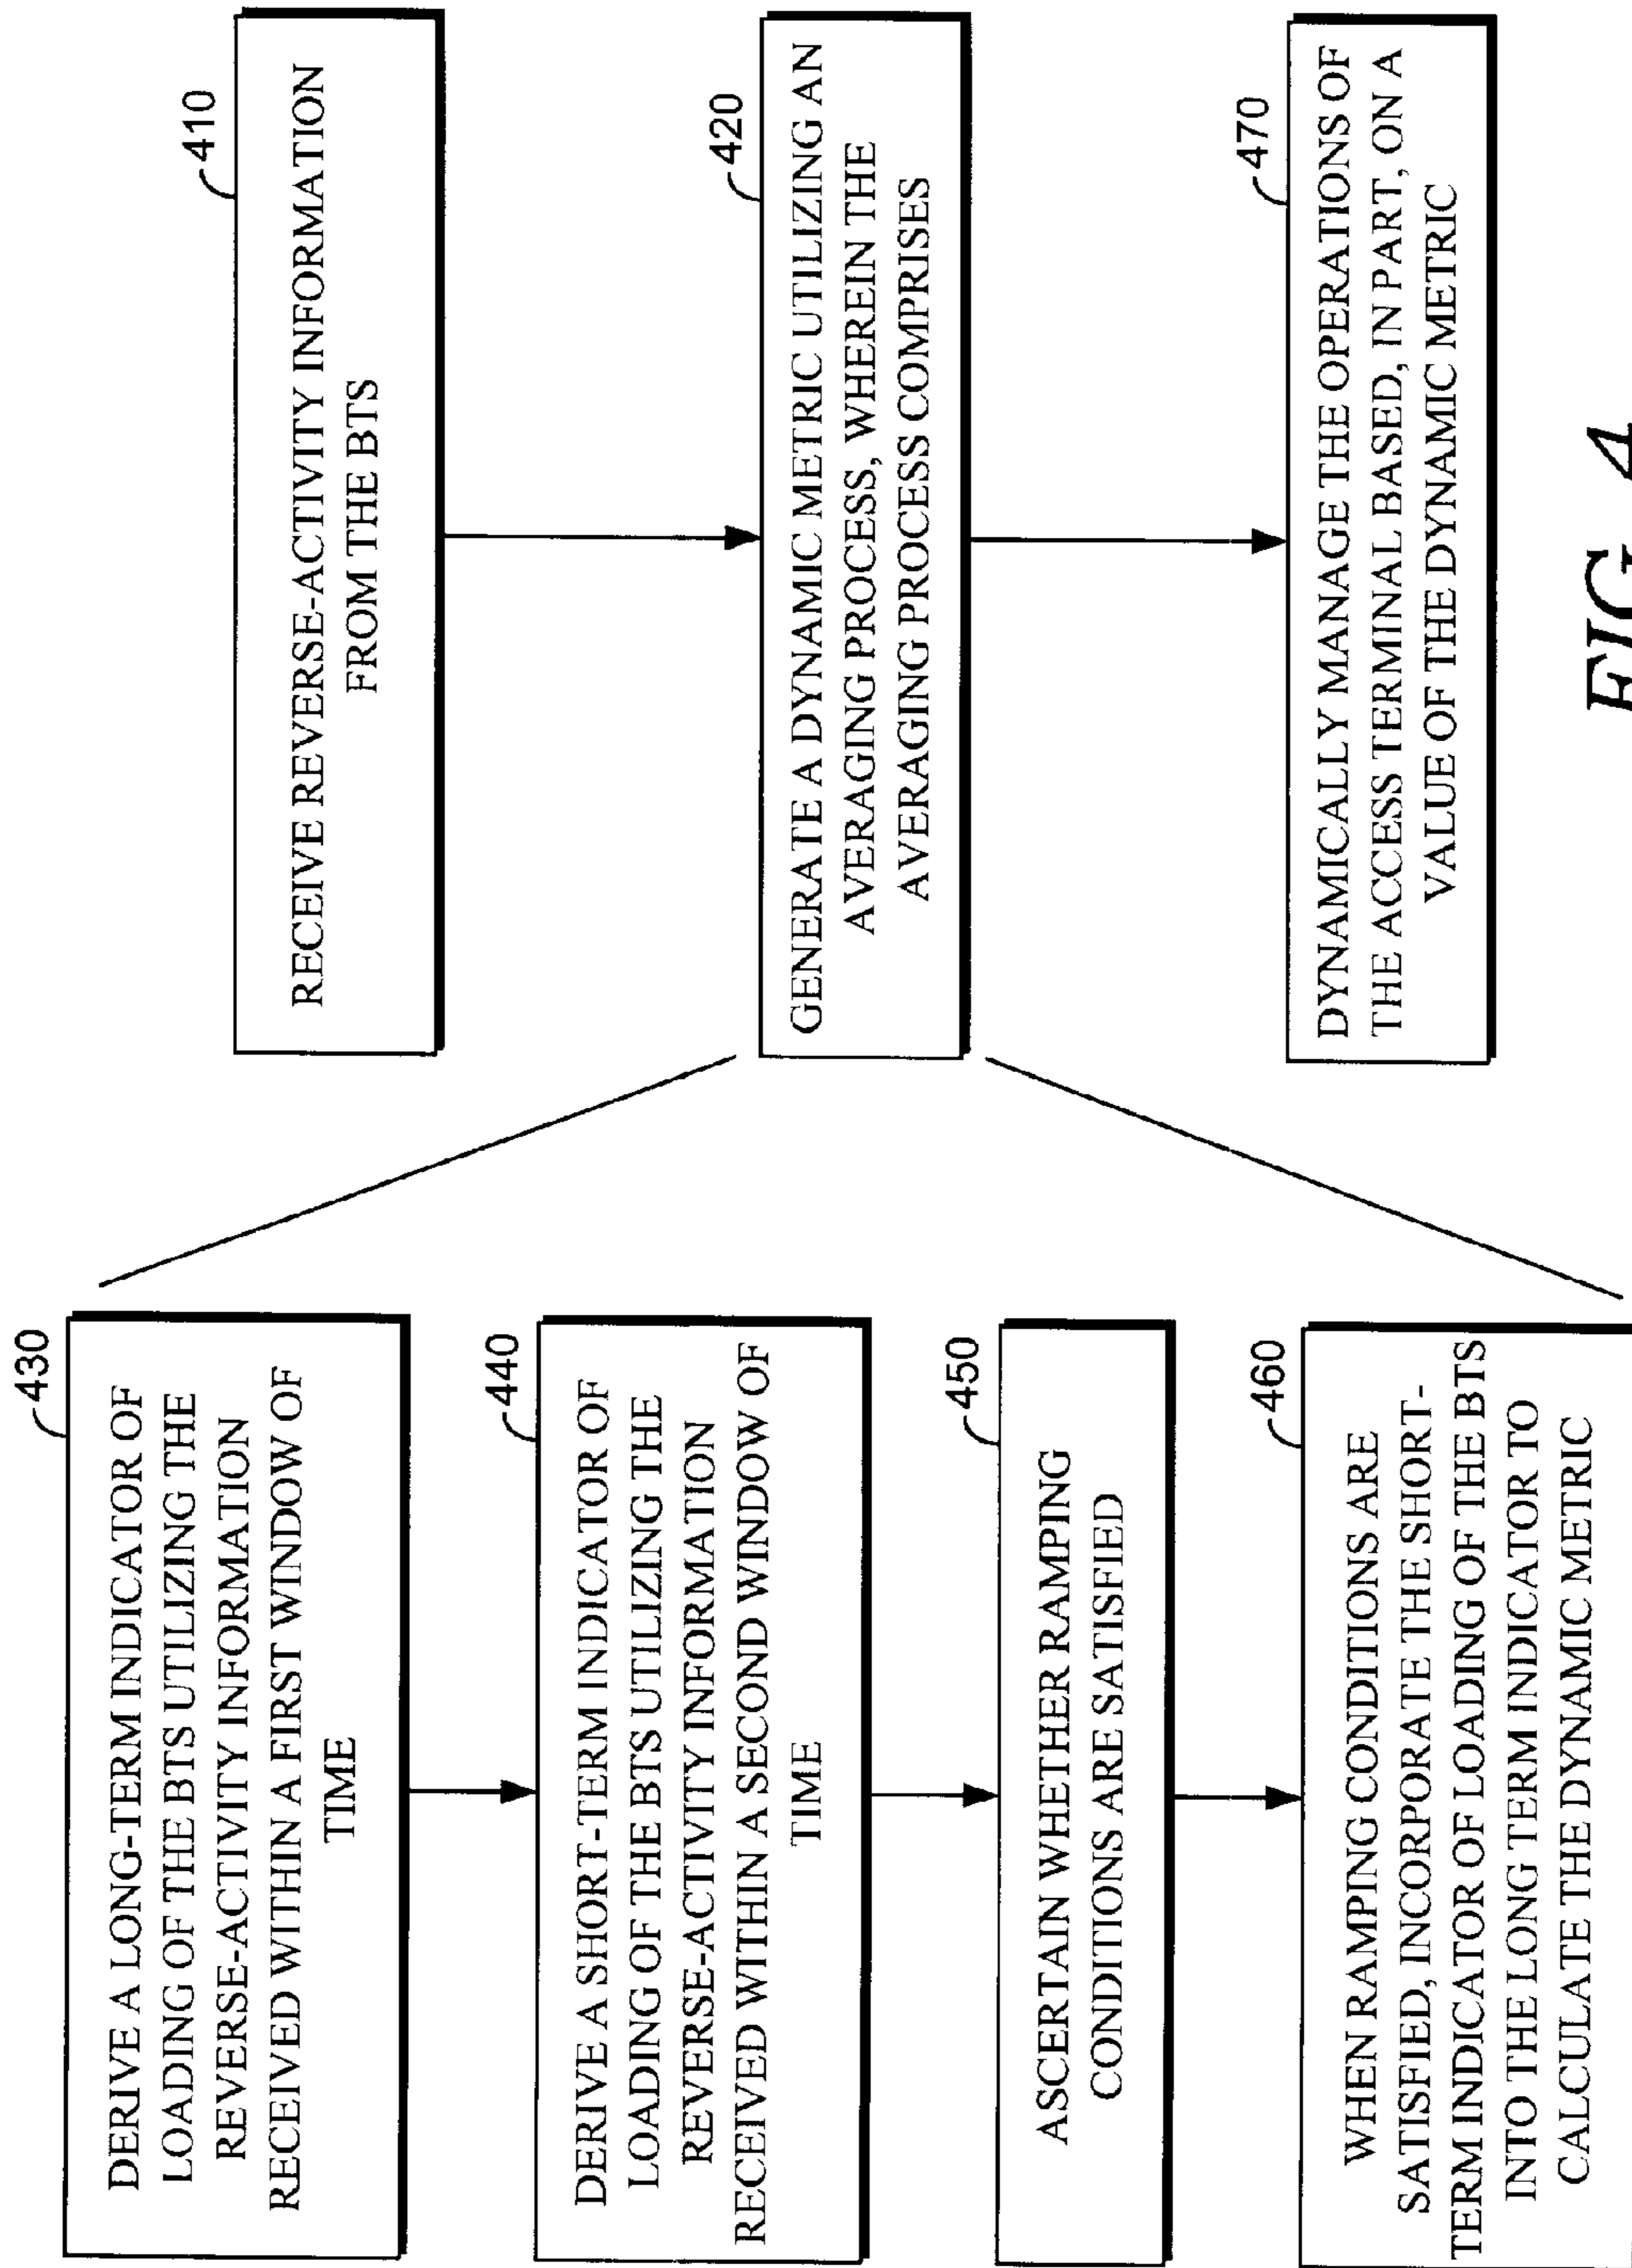 410
RECEIVE REVERSE-ACTIVITY INFORMATION
FROM THE BTS
420
GENERATE A DYNAMIC METRIC UTILIZING AN
AVERAGING PROCESS, WHEREIN THE
AVERAGING PROCESS COMPRISES
430
DERIVE A LONG-TERM INDICATOR OF
LOADING OF THE BTS UTILIZING THE
REVERSE-ACTIVITY INFORMATION
RECEIVED WITHIN A FIRST WINDOW OF
TIME
440
DERIVE A SHORT-TERM INDICATOR OF
LOADING OF THE BTS UTILIZING THE
REVERSE-ACTIVITY INFORMATION
RECEIVED WITHIN A SECOND WINDOW OF
TIME
450
ASCERTAIN WHETHER RAMPING
CONDITIONS ARE SATISFIED
460
WHEN RAMPING CONDITIONS ARE
SATISFIED, INCORPORATE THE SHORT-
TERM INDICATOR OF LOADING OF THE BTS
INTO THE LONG TERM INDICATOR TO
CALCULATE THE DYNAMIC METRIC
470
DYNAMICALLY MANAGE THE OPERATIONS OF
THE ACCESS TERMINAL BASED, IN PART, ON A
VALUE OF THE DYNAMIC METRIC
FIG. 4